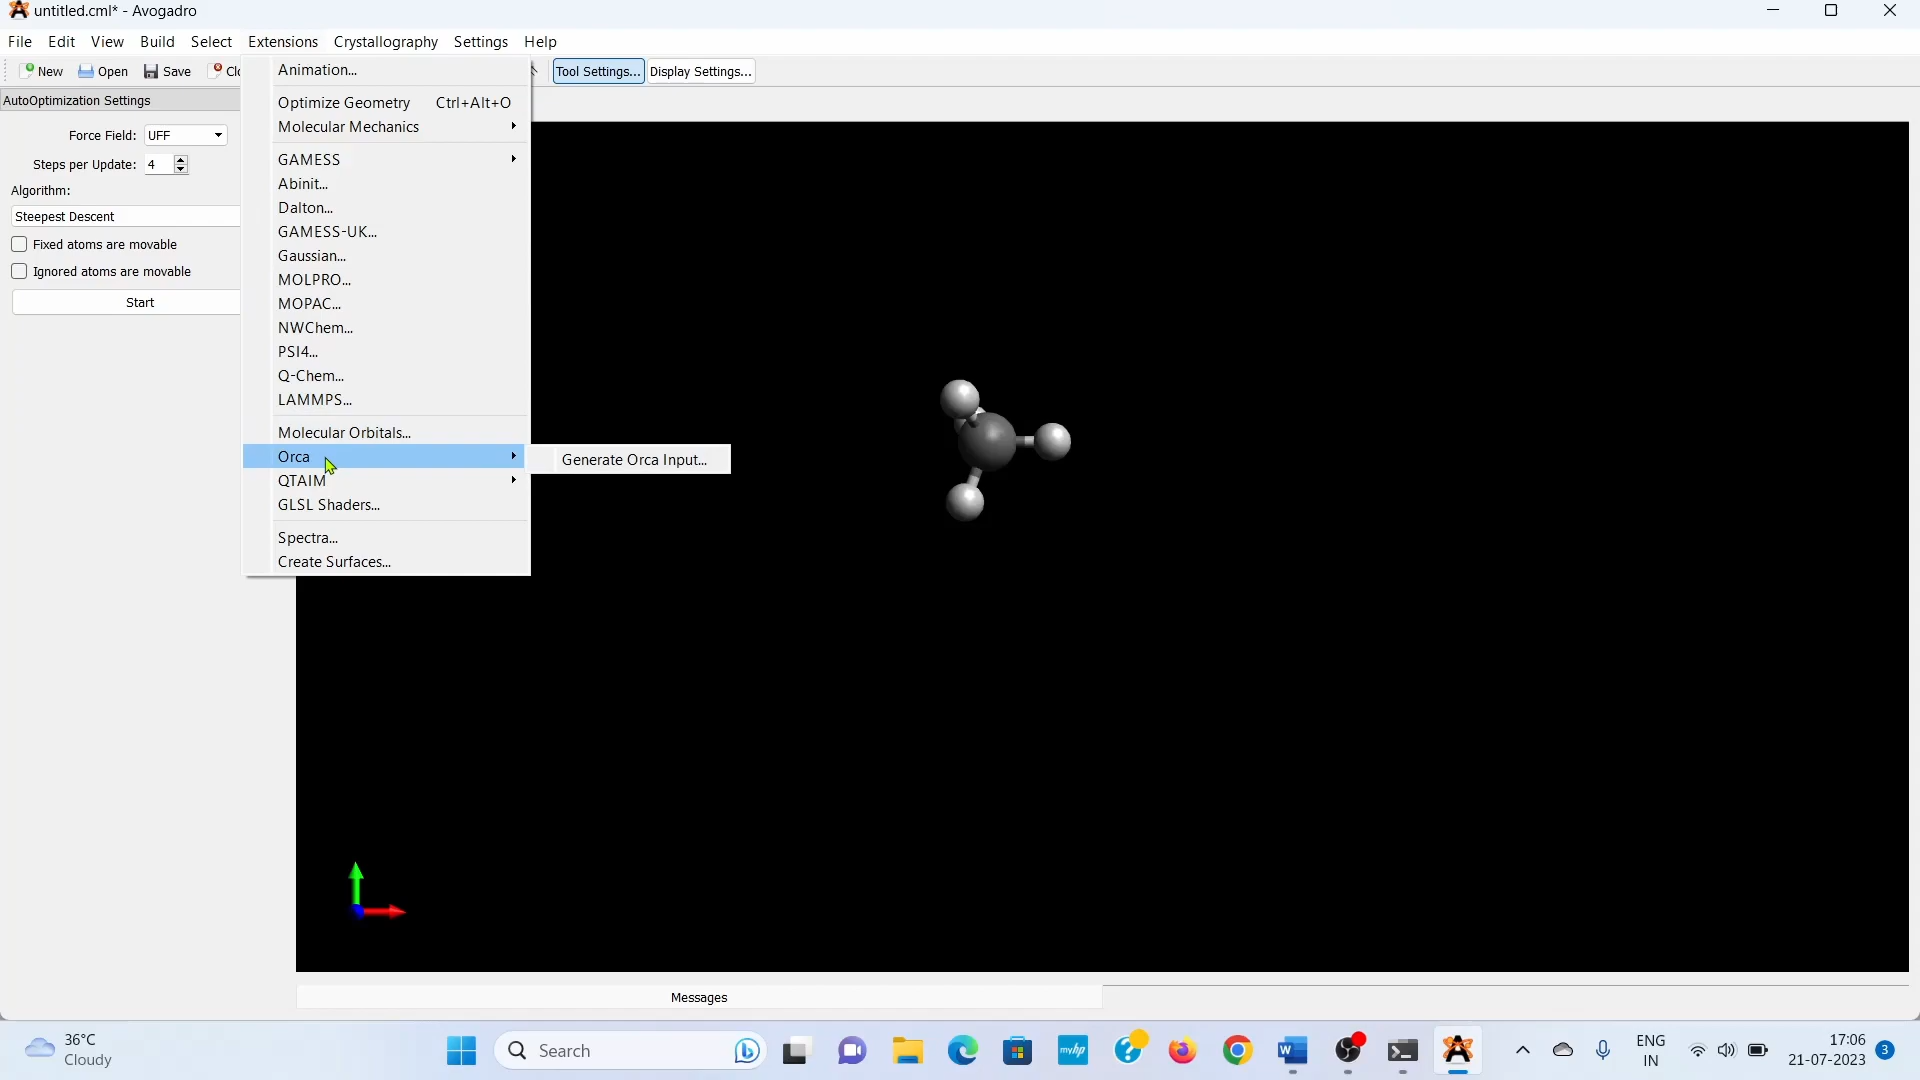 untitled.cml* - Avogadro
File Edit View Build Select Extensions Crystallography Settings Help
New Open Save Tool Settings... Display Settings...
AutoOptimization Settings
Force Field: UFF
Steps per Update: 4
Algorithm:
Steepest Descent
Fixed atoms are movable
Ignored atoms are movable
Start
Animation...
Optimize Geometry Ctrl+Alt+O
Molecular Mechanics
GAMESS
Abinit...
Dalton...
GAMESS-UK...
Gaussian...
MOLPRO...
MOPAC...
NWChem...
PSI4...
Q-Chem...
LAMMPS...
Molecular Orbitals...
Orca
Generate Orca Input...
QTAIM
GLSL Shaders...
Spectra...
Create Surfaces...
Messages
36°C
Cloudy
Search
myhp
ENG
IN
17:06
21-07-2023
3